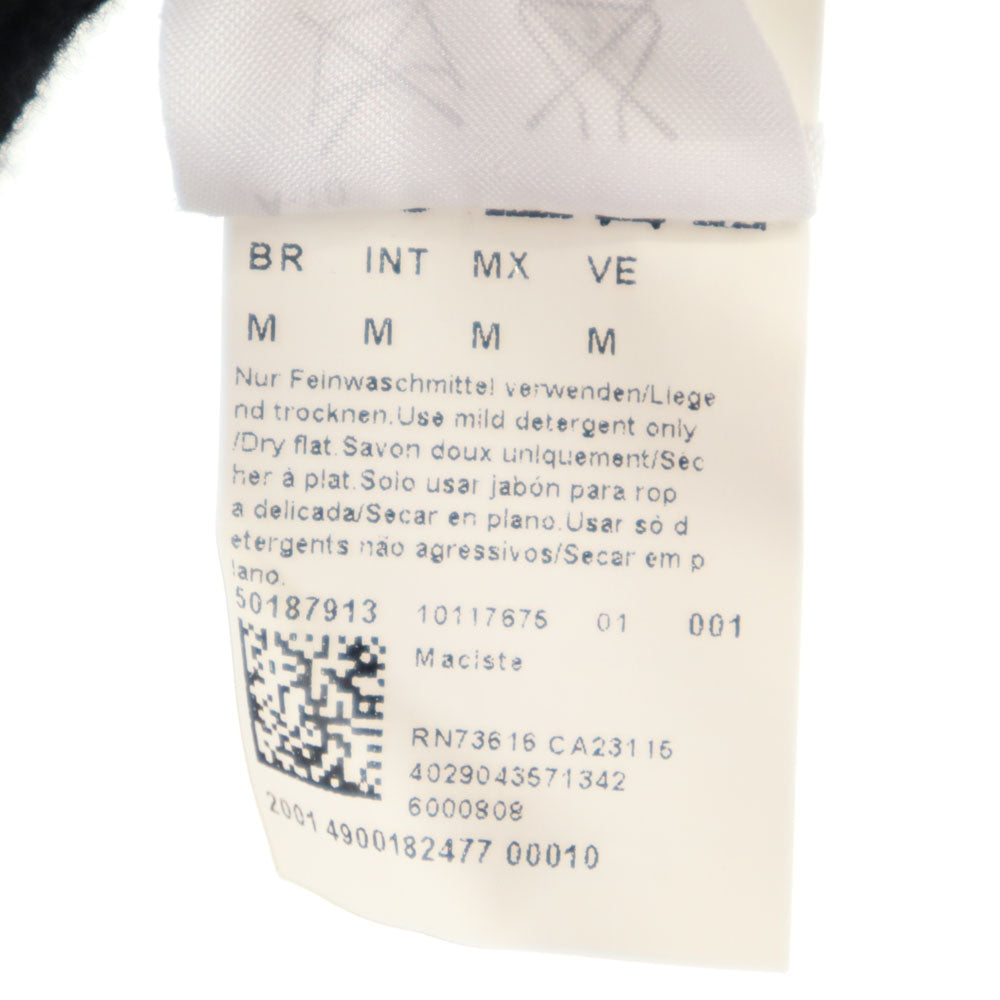 BR INT MX VE
M M M M
Nur Feinwaschmittel verwenden/Liege
nd trocknen.Use mild detergent only
/Dry flat.Savon doux uniquement/Séc
her à plat.Solo usar jabón para rop
a delicada/Secar en plano.Usar só d
etergents não agressivos/Secar em p
lano.
50187913 10117675 01 001
Maciste
RN73616 CA23115
4029043571342
6000808
2001 4900182477 00010